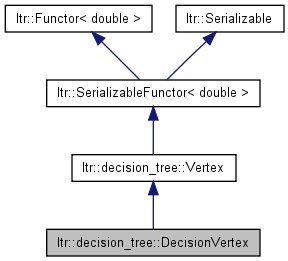 ltr::Functor< double >
ltr::Serializable
ltr::SerializableFunctor< double >
ltr::decision_tree::Vertex
ltr::decision_tree::DecisionVertex